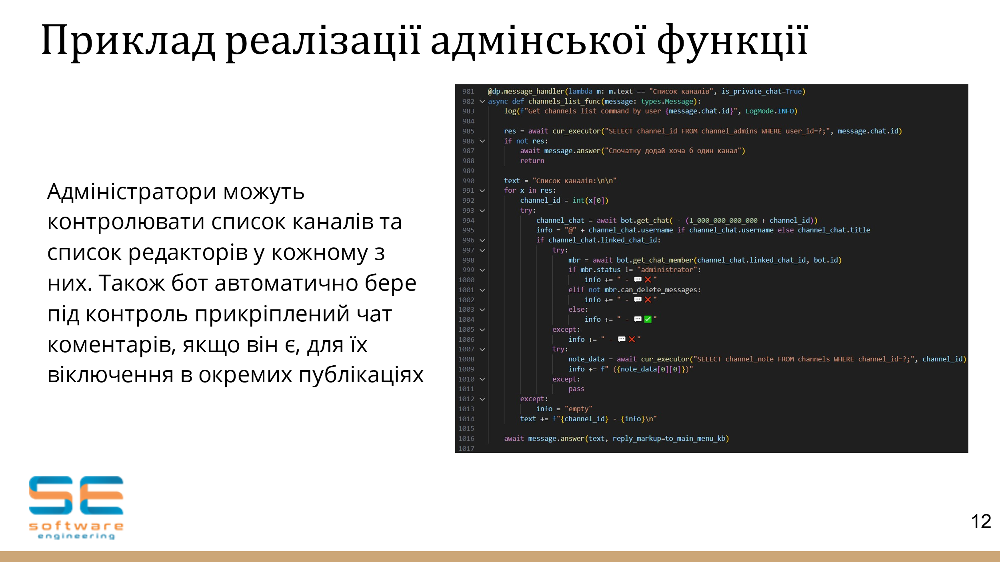 Приклад реалізації адмінської функції
Адміністратори можуть
контролювати список каналів та
список редакторів у кожному з
них. Також бот автоматично бере
під контроль прикріплений чат
коментарів, якщо він є, для їх
віключення в окремих публікаціях
981 @dp.message_handler(lambda m: m.text == "Список каналів", is_private_chat=True)
982 async def channels_list_func(message: types.Message):
983     log(f"Get channels list command by user {message.chat.id}", LogMode.INFO)
984
985     res = await cur_executor("SELECT channel_id FROM channel_admins WHERE user_id=?;", message.chat.id)
986     if not res:
987         await message.answer("Спочатку додай хоча б один канал")
988         return
989
990     text = "Список каналів:\n\n"
991     for x in res:
992         channel_id = int(x[0])
993         try:
994             channel_chat = await bot.get_chat( - (1_000_000_000_000 + channel_id))
995             info = "@" + channel_chat.username if channel_chat.username else channel_chat.title
996             if channel_chat.linked_chat_id:
997                 try:
998                     mbr = await bot.get_chat_member(channel_chat.linked_chat_id, bot.id)
999                     if mbr.status != "administrator":
1000                         info += " - 💬❌"
1001                     elif not mbr.can_delete_messages:
1002                         info += " - 💬❌"
1003                     else:
1004                         info += " - 💬✅"
1005                 except:
1006                     info += " - 💬❌"
1007                 try:
1008                     note_data = await cur_executor("SELECT channel_note FROM channels WHERE channel_id=?;", channel_id)
1009                     info += f" ({note_data[0][0]})"
1010                 except:
1011                     pass
1012         except:
1013             info = "empty"
1014         text += f"{channel_id} - {info}\n"
1015
1016     await message.answer(text, reply_markup=to_main_menu_kb)
1017
SE
software
engineering
12